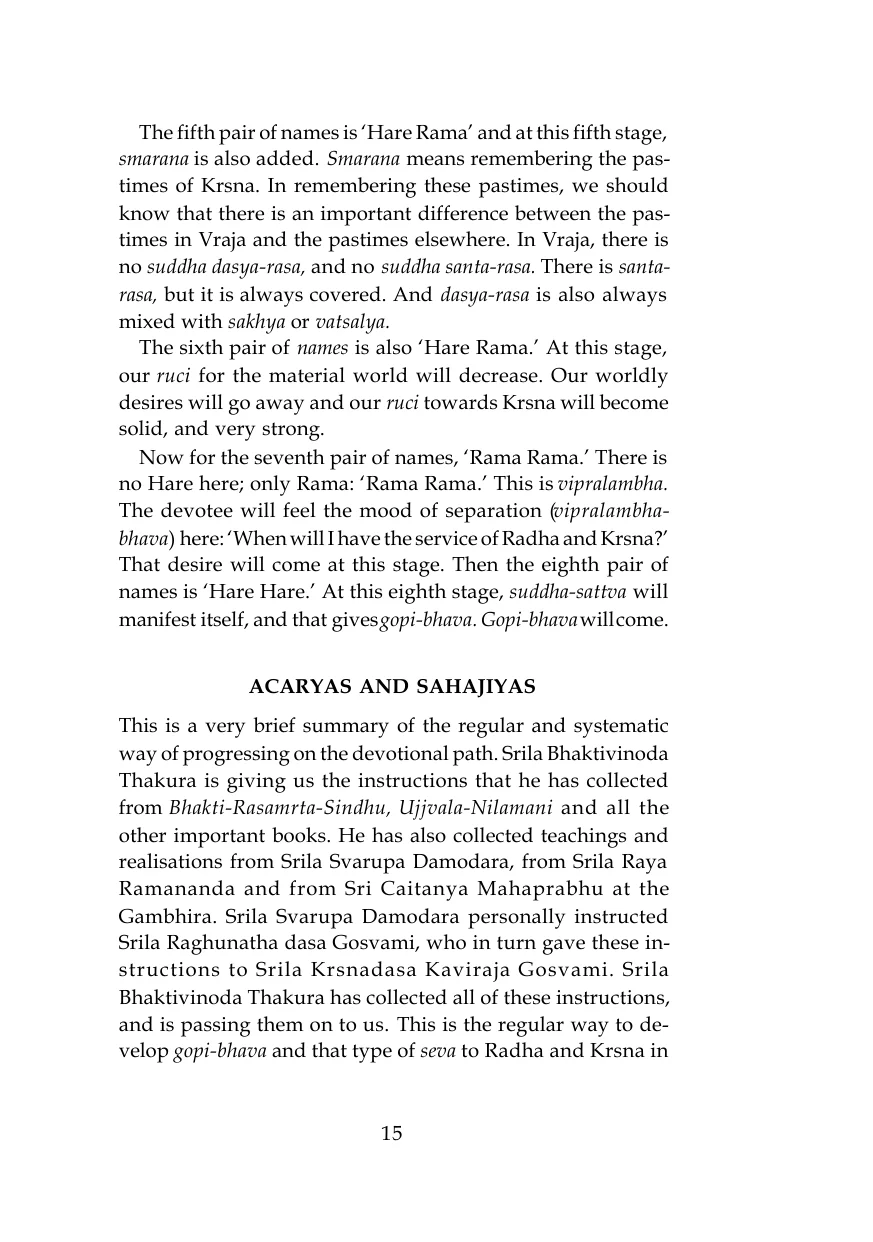 The fifth pair of names is ‘Hare Rama’ and at this fifth stage,
smarana is also added. Smarana means remembering the pas-
times of Krsna. In remembering these pastimes, we should
know that there is an important difference between the pas-
times in Vraja and the pastimes elsewhere. In Vraja, there is
no suddha dasya-rasa, and no suddha santa-rasa. There is santa-
rasa, but it is always covered. And dasya-rasa is also always
mixed with sakhya or vatsalya.
The sixth pair of names is also ‘Hare Rama.’ At this stage,
our ruci for the material world will decrease. Our worldly
desires will go away and our ruci towards Krsna will become
solid, and very strong.
Now for the seventh pair of names, ‘Rama Rama.’ There is
no Hare here; only Rama: ‘Rama Rama.’ This is vipralambha.
The devotee will feel the mood of separation (vipralambha-
bhava) here: ‘When will I have the service of Radha and Krsna?’
That desire will come at this stage. Then the eighth pair of
names is ‘Hare Hare.’ At this eighth stage, suddha-sattva will
manifest itself, and that gives gopi-bhava. Gopi-bhava will come.
ACARYAS AND SAHAJIYAS
This is a very brief summary of the regular and systematic
way of progressing on the devotional path. Srila Bhaktivinoda
Thakura is giving us the instructions that he has collected
from Bhakti-Rasamrta-Sindhu, Ujjvala-Nilamani and all the
other important books. He has also collected teachings and
realisations from Srila Svarupa Damodara, from Srila Raya
Ramananda and from Sri Caitanya Mahaprabhu at the
Gambhira. Srila Svarupa Damodara personally instructed
Srila Raghunatha dasa Gosvami, who in turn gave these in-
structions to Srila Krsnadasa Kaviraja Gosvami. Srila
Bhaktivinoda Thakura has collected all of these instructions,
and is passing them on to us. This is the regular way to de-
velop gopi-bhava and that type of seva to Radha and Krsna in
15